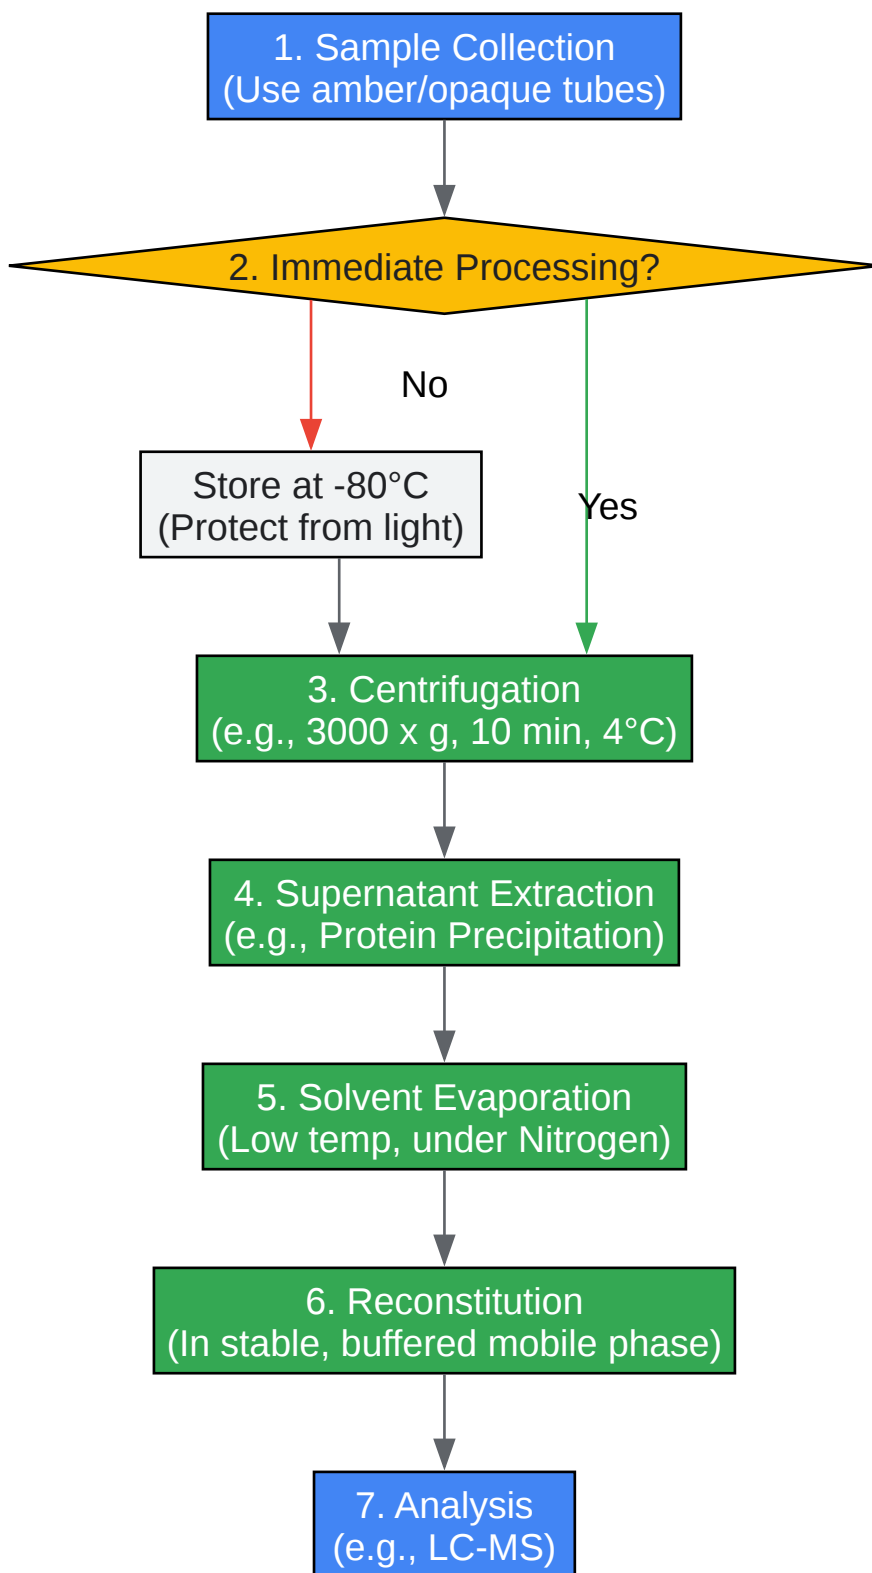 1. Sample Collection
(Use amber/opaque tubes)
2. Immediate Processing?
No
Store at -80°C
(Protect from light)
Yes
3. Centrifugation
(e.g., 3000 x g, 10 min, 4°C)
4. Supernatant Extraction
(e.g., Protein Precipitation)
5. Solvent Evaporation
(Low temp, under Nitrogen)
6. Reconstitution
(In stable, buffered mobile phase)
7. Analysis
(e.g., LC-MS)